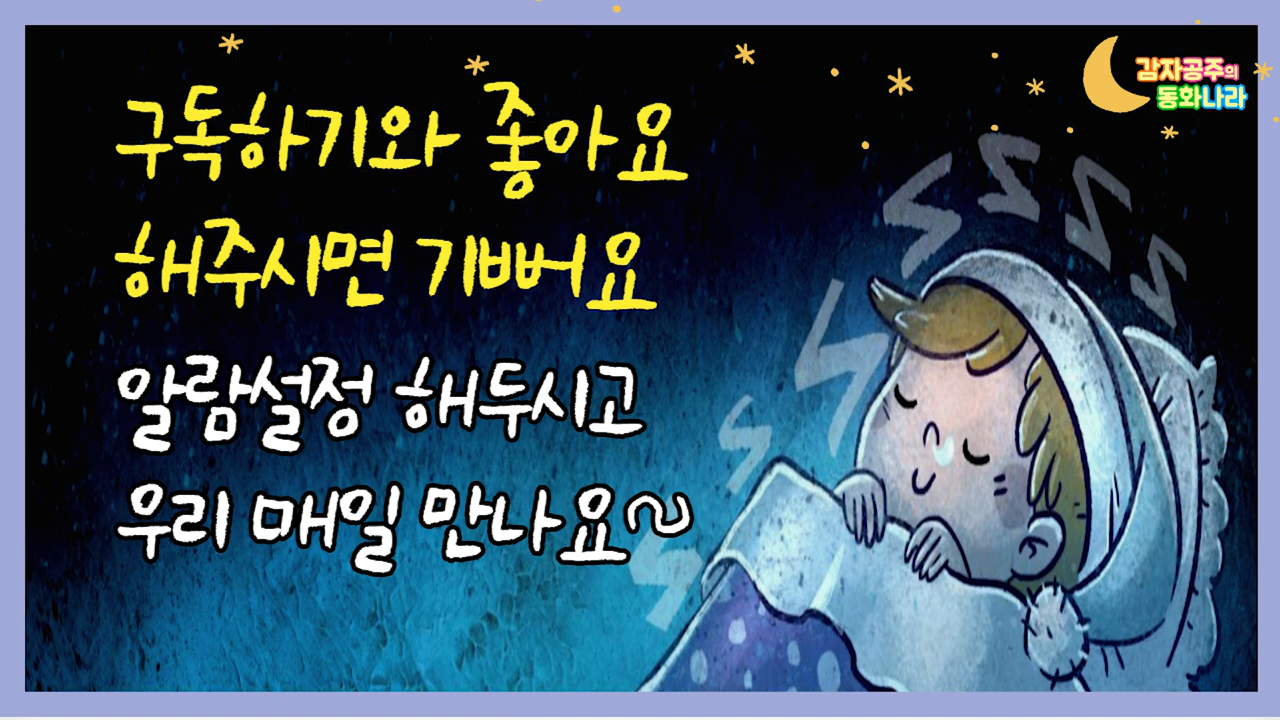 구독하기와 좋아요
해주시면 기뻐요
알람설정 해두시고
우리 매일 만나요~
감자공주의
동화나라